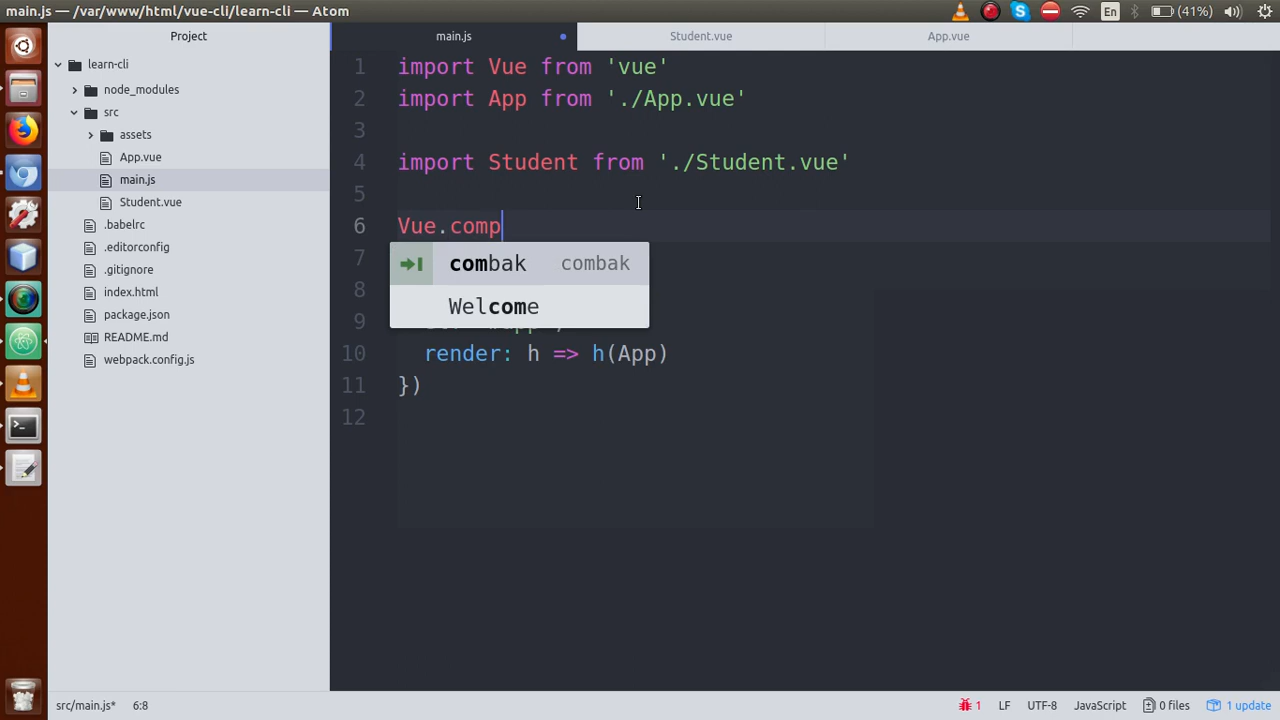 main.js — /var/www/html/vue-cli/learn-cli — Atom
En
(41%)
Project
main.js
Student.vue
App.vue
learn-cli
node_modules
src
assets
App.vue
main.js
Student.vue
.babelrc
.editorconfig
.gitignore
index.html
package.json
README.md
webpack.config.js
1 import Vue from 'vue'
2 import App from './App.vue'
3
4 import Student from './Student.vue'
5
6 Vue.comp
combak combak
Welcome
7
8
9
10 render: h => h(App)
11 })
12
src/main.js* 6:8
1
LF
UTF-8
JavaScript
0 files
1 update